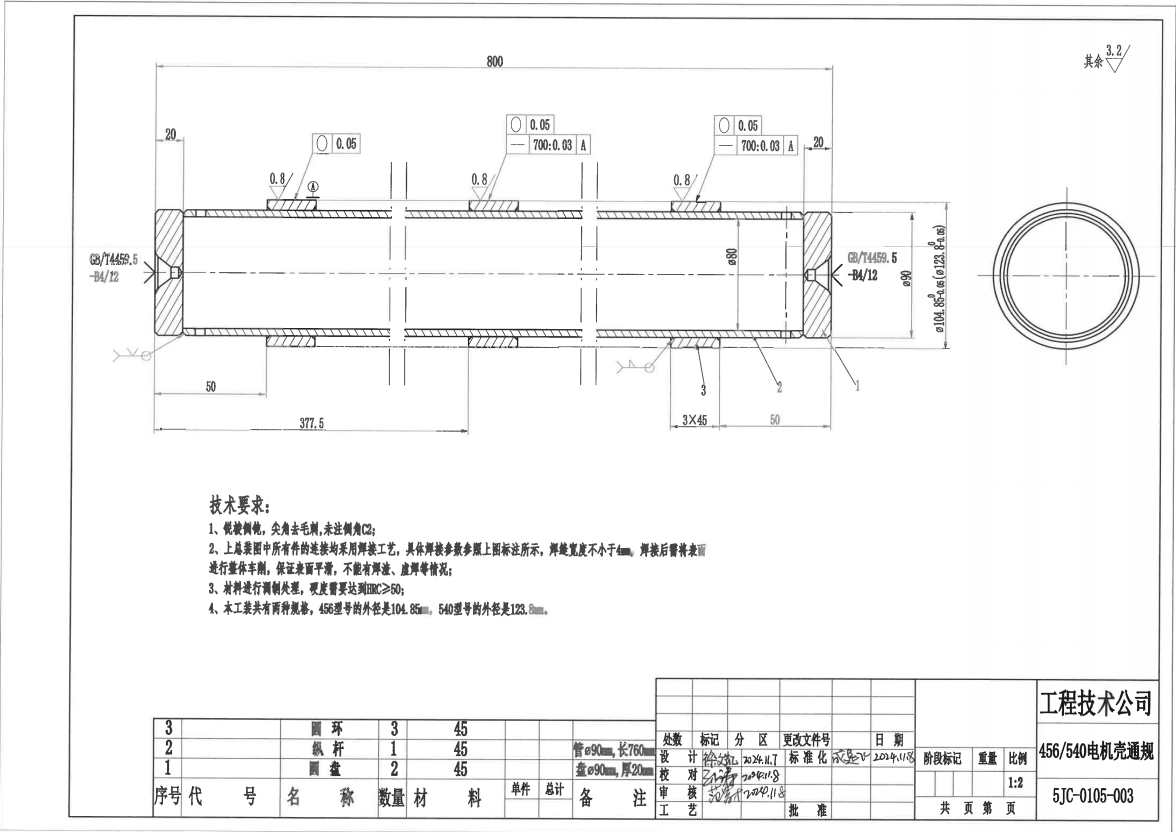 其余 3.2
800
20
0.05
0.05
700:0.03 A
0.05
700:0.03 A
20
0.8
A
0.8
0.8
GB/T4459.5
-B4/12
GB/T4459.5
-B4/12
ø80
ø90
ø104.85 0 -0.05(ø123.8 0 -0.05)
50
377.5
3
2
1
3×45
50
技术要求:
1、锐棱倒钝，尖角去毛刺,未注倒角C2;
2、上总装图中所有件的连接均采用焊接工艺，具体焊接参数参照上图标注所示，焊缝宽度不小于4mm。焊接后需将表面
进行整体车削，保证表面平滑，不能有焊渣、虚焊等情况;
3、材料进行调制处理，硬度需要达到HRC≥50;
4、本工装共有两种规格，456型号的外径是104.85mm，540型号的外径是123.8mm。
3 圆 环 3 45
2 纵 杆 1 45 管ø90mm,长760mm
1 圆 盘 2 45 盘ø90mm,厚20mm
序号 代 号 名 称 数量 材 料 单件 总计 备 注
处数 标记 分 区 更改文件号 日 期
设 计 2024.11.7 标 准 化 2024.11.8
校 对 2024.11.8
审 核 2024.11.8
工 艺 批 准
阶段标记 重量 比例
1:2
共 页 第 页
工程技术公司
456/540电机壳通规
5JC-0105-003